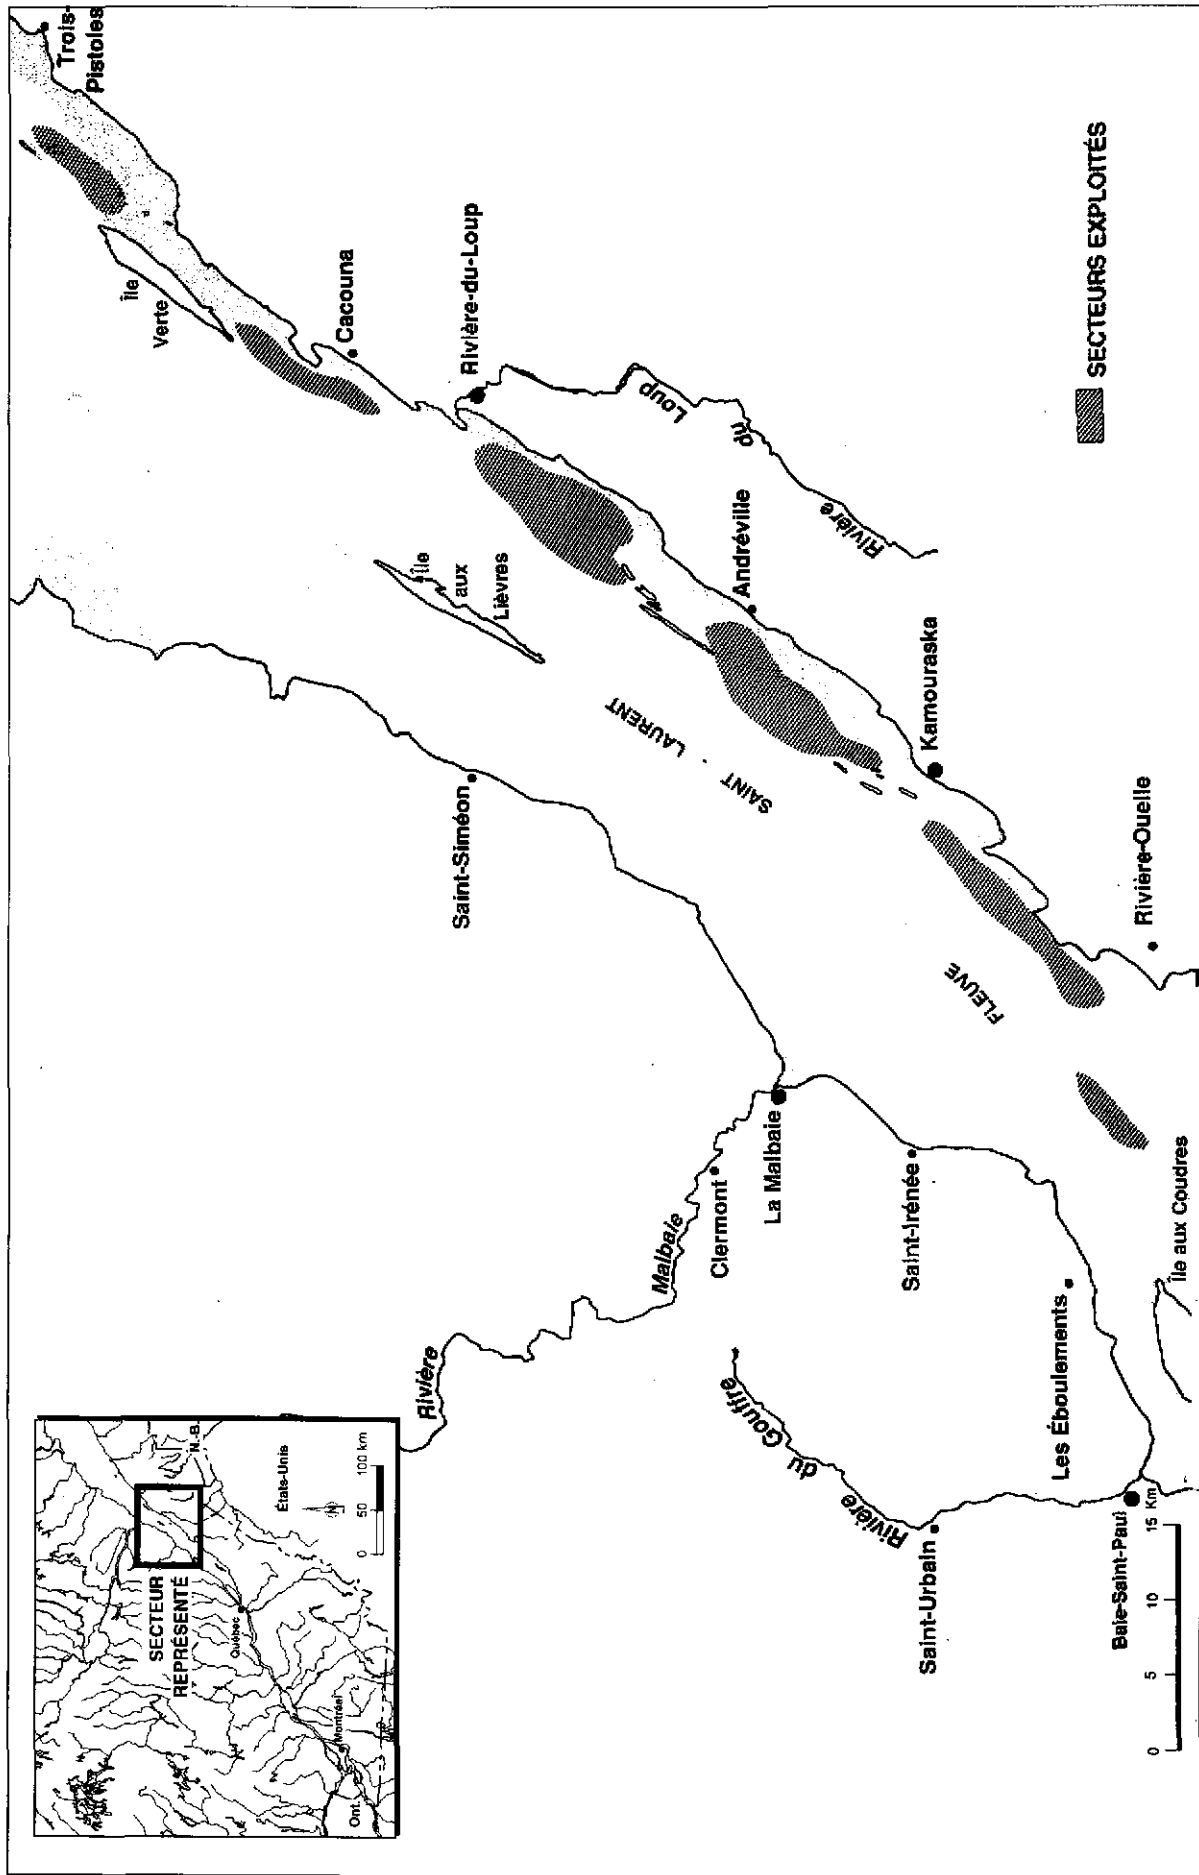 SECTEUR
REPRÉSENTÉ
Québec
Montréal
Ont.
N.-B.
États-Unis
N
0 50 100 km
Rivière
Malbaie
Clermont
La Malbaie
Saint-Siméon
Saint-Irénée
Les Éboulements
Rivière
du
Gouffre
Saint-Urbain
Baie-Saint-Paul
Île aux Coudres
0 5 10 15 Km
FLEUVE
SAINT - LAURENT
Île
aux
Lièvres
Île
Verte
Trois-
Pistoles
Cacouna
Rivière-du-Loup
Rivière
du
Loup
Andréville
Kamouraska
Rivière-Ouelle
SECTEURS EXPLOITÉS